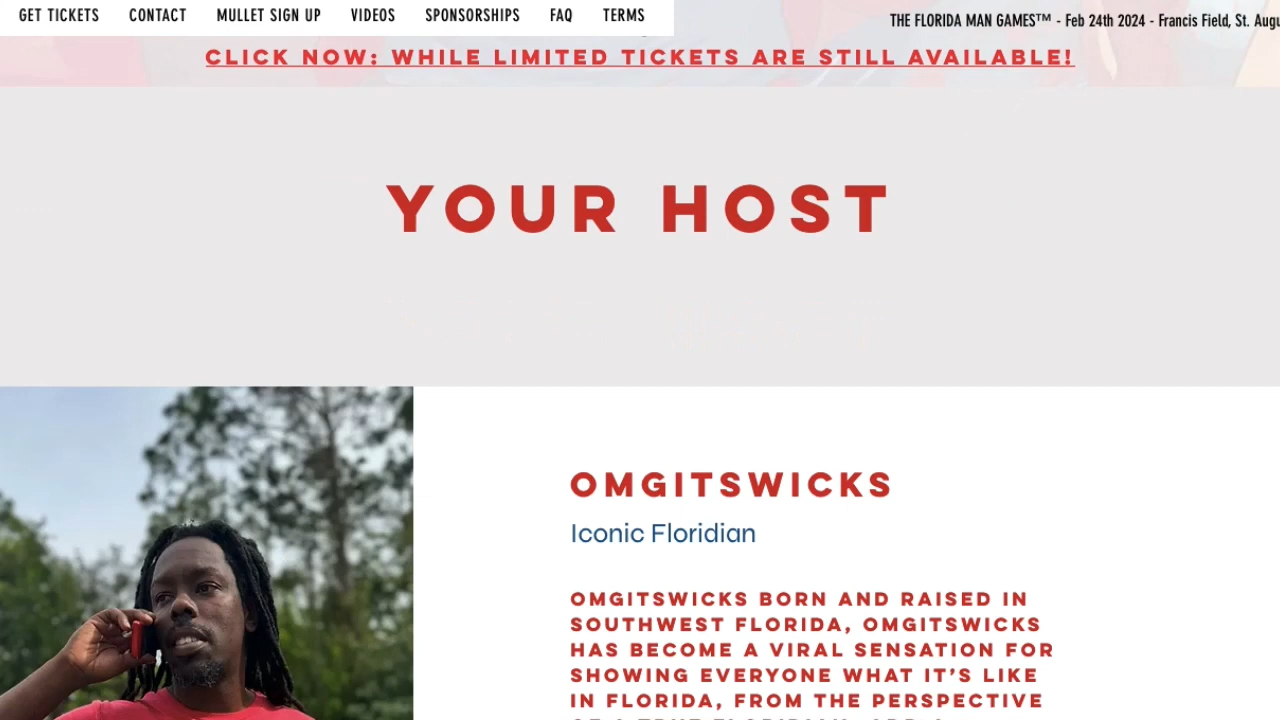 GET TICKETS CONTACT MULLET SIGN UP VIDEOS SPONSORSHIPS FAQ TERMS
THE FLORIDA MAN GAMES™ - Feb 24th 2024 - Francis Field, St. Augu
CLICK NOW: WHILE LIMITED TICKETS ARE STILL AVAILABLE!
YOUR HOST
OMGITSWICKS
Iconic Floridian
OMGITSWICKS BORN AND RAISED IN
SOUTHWEST FLORIDA, OMGITSWICKS
HAS BECOME A VIRAL SENSATION FOR
SHOWING EVERYONE WHAT IT'S LIKE
IN FLORIDA, FROM THE PERSPECTIVE